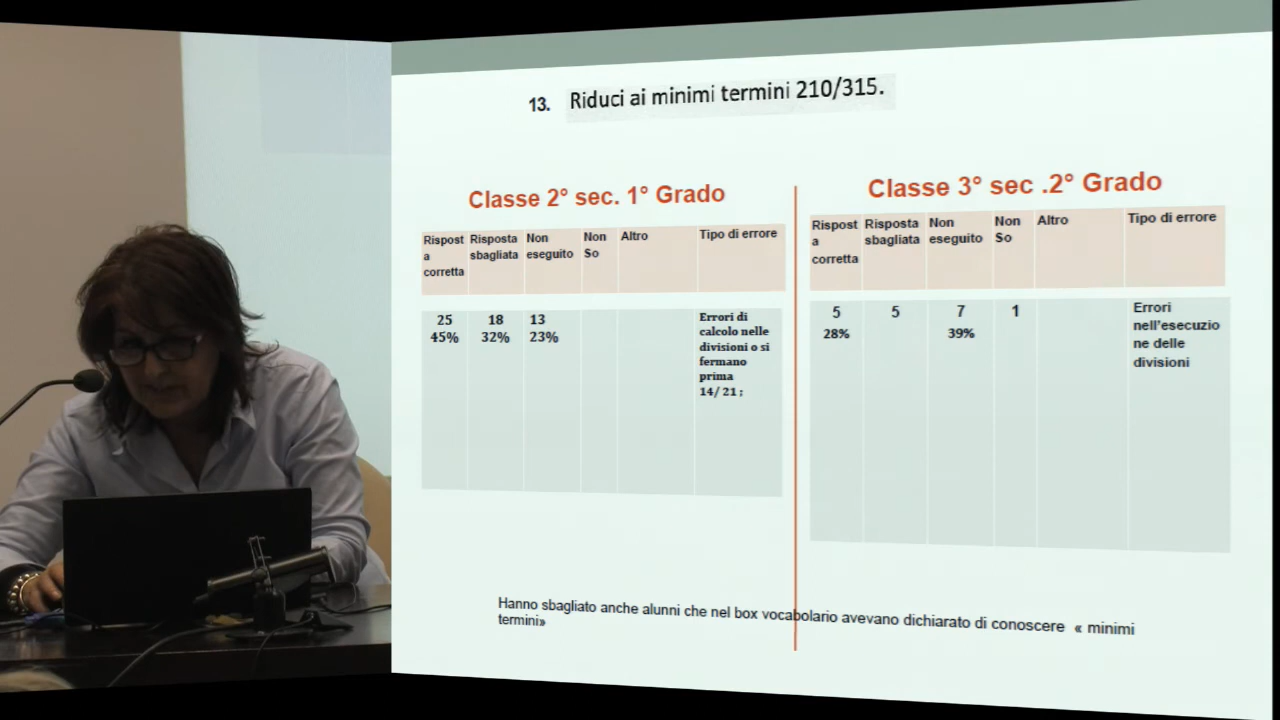 13. Riduci ai minimi termini 210/315.
Classe 2° sec. 1° Grado
Rispost
a
corretta
Risposta
sbagliata
Non
eseguito
Non
So
Altro
Tipo di errore
25
45%
18
32%
13
23%
Errori di
calcolo nelle
divisioni o si
fermano
prima
14/ 21 ;
Classe 3° sec .2° Grado
Rispost
a
corretta
Risposta
sbagliata
Non
eseguito
Non
So
Altro
Tipo di errore
5
28%
5
7
39%
1
Errori
nell'esecuzio
ne delle
divisioni
Hanno sbagliato anche alunni che nel box vocabolario avevano dichiarato di conoscere « minimi
termini»